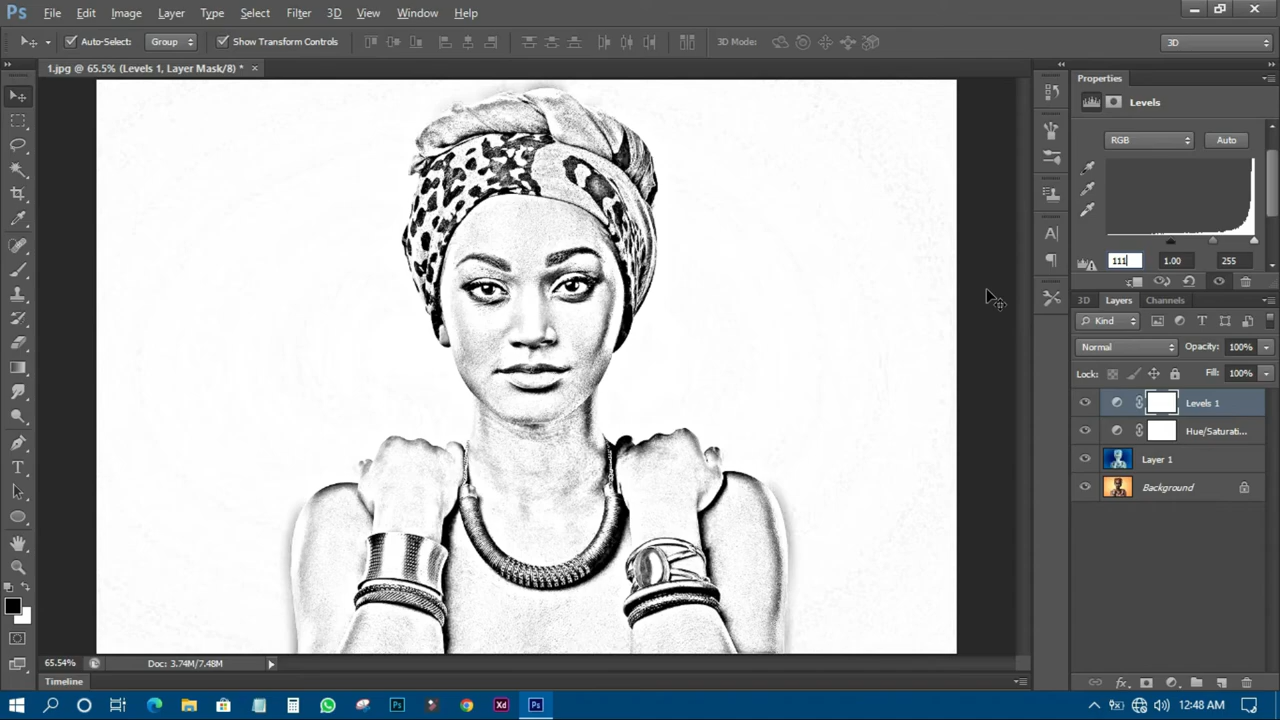 Ps File Edit Image Layer Type Select Filter 3D View Window Help
Auto-Select: Group Show Transform Controls 3D Mode: 3D
1.jpg @ 65.5% (Levels 1, Layer Mask/8) * ×
Properties
Levels
RGB Auto
111 1.00 255
3D Layers Channels
Kind
Normal Opacity: 100%
Lock: Fill: 100%
Levels 1
Hue/Saturati...
Layer 1
Background
65.54% Doc: 3.74M/7.48M
Timeline
Ps Xd Ps 12:48 AM